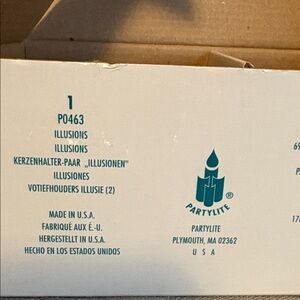 1
P0463
ILLUSIONS
ILLUSIONS
KERZENHALTER-PAAR „ILLUSIONEN"
ILLUSIONES
VOTIEFHOUDERS ILLUSIE (2)
MADE IN U.S.A.
FABRIQUÉ AUX É.-U.
HERGESTELLT IN U.S.A.
HECHO EN LOS ESTADOS UNIDOS
PARTYLITE®
PARTYLITE
PLYMOUTH, MA 02362
U S A